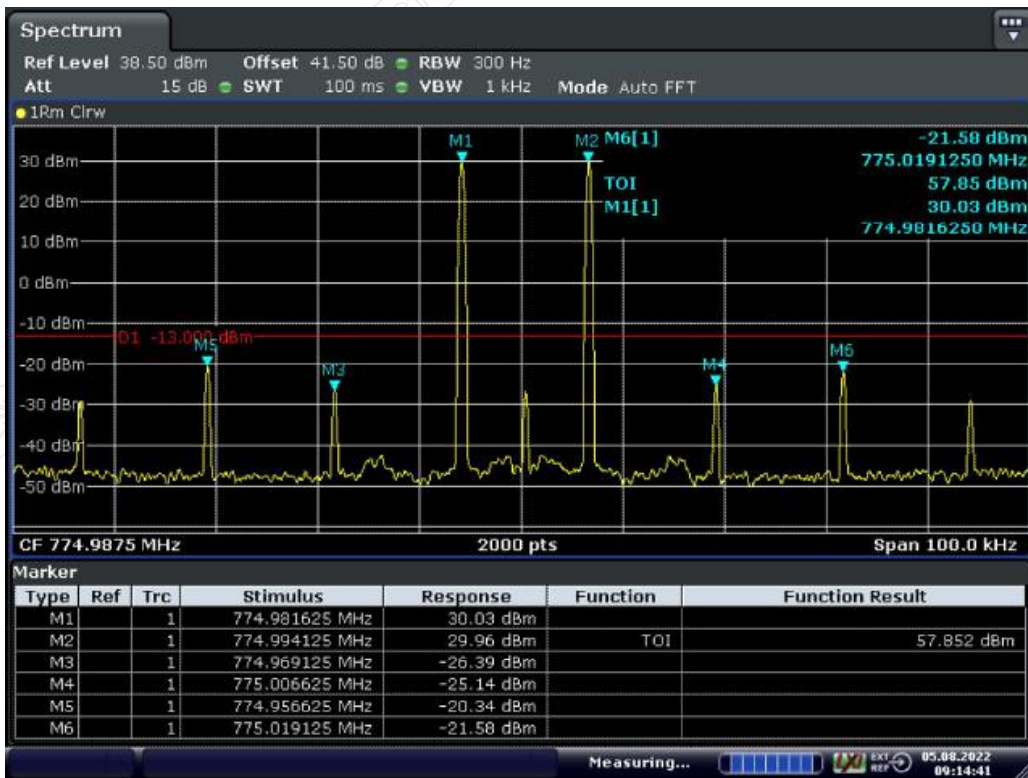 Spectrum
Ref Level 38.50 dBm Offset 41.50 dB RBW 300 Hz
Att 15 dB SWT 100 ms VBW 1 kHz Mode Auto FFT
1Rm Clrw
M1 M2 M6[1] -21.58 dBm
30 dBm 775.0191250 MHz
TOI 57.85 dBm
20 dBm M1[1] 30.03 dBm
774.9816250 MHz
10 dBm
0 dBm
-10 dBm
D1 -13.000 dBm
M5 M6
-20 dBm M3 M4
-30 dBm
-40 dBm
-50 dBm
CF 774.9875 MHz 2000 pts Span 100.0 kHz
Marker
Type Ref Trc Stimulus Response Function Function Result
M1 1 774.981625 MHz 30.03 dBm
M2 1 774.994125 MHz 29.96 dBm TOI 57.852 dBm
M3 1 774.969125 MHz -26.39 dBm
M4 1 775.006625 MHz -25.14 dBm
M5 1 774.956625 MHz -20.34 dBm
M6 1 775.019125 MHz -21.58 dBm
Measuring... LXI EXT REF 05.08.2022
09:14:41